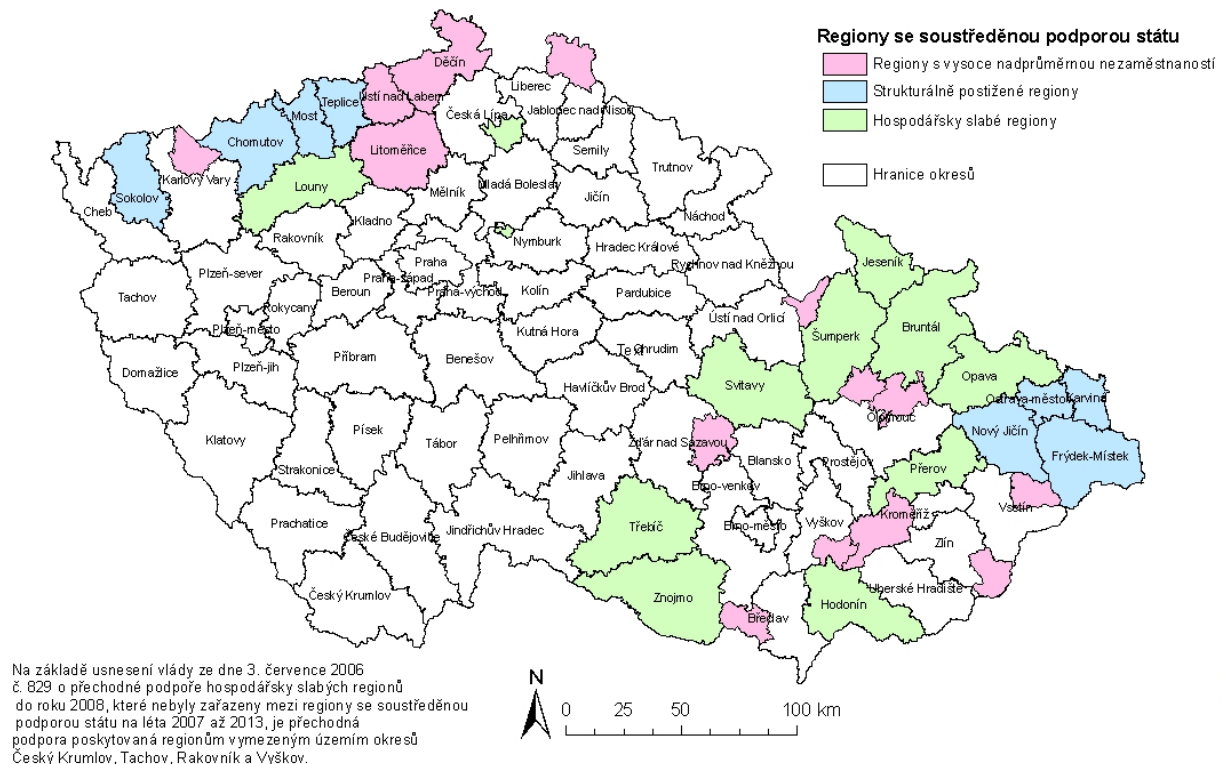 Regiony se soustředěnou podporou státu
Regiony s vysoce nadprůměrnou nezaměstnaností
Strukturálně postižené regiony
Hospodářsky slabé regiony
Hranice okresů
Děčín
Liberec
Ústí nad Labem
Teplice
Most
Česká Lípa
Jablonec nad Nisou
Chomutov
Litoměřice
Semily
Trutnov
Karlovy Vary
Louny
Mladá Boleslav
Jičín
Sokolov
Mělník
Cheb
Kladno
Náchod
Rakovník
Nymburk
Hradec Králové
Praha
Rychnov nad Kněžnou
Jeseník
Plzeň-sever
Praha-západ
Beroun
Praha-východ
Kolín
Pardubice
Tachov
Rokycany
Ústí nad Orlicí
Bruntál
Plzeň-město
Kutná Hora
Šumperk
Text
Chrudim
Příbram
Benešov
Plzeň-jih
Domažlice
Opava
Svitavy
Havlíčkův Brod
Ostrava-město
Karviná
Olomouc
Nový Jičín
Písek
Klatovy
Tábor
Pelhřimov
Žďár nad Sázavou
Frýdek-Místek
Blansko
Prostějov
Přerov
Strakonice
Jihlava
Brno-venkov
Vsetín
Kroměříž
Prachatice
České Budějovice
Jindřichův Hradec
Třebíč
Brno-město
Vyškov
Zlín
Český Krumlov
Znojmo
Hodonín
Uherské Hradiště
Břeclav
Na základě usnesení vlády ze dne 3. července 2006
č. 829 o přechodné podpoře hospodářsky slabých regionů
do roku 2008, které nebyly zařazeny mezi regiony se soustředěnou
podporou státu na léta 2007 až 2013, je přechodná
podpora poskytovaná regionům vymezeným územím okresů
Český Krumlov, Tachov, Rakovník a Vyškov.
N
0 25 50 100 km